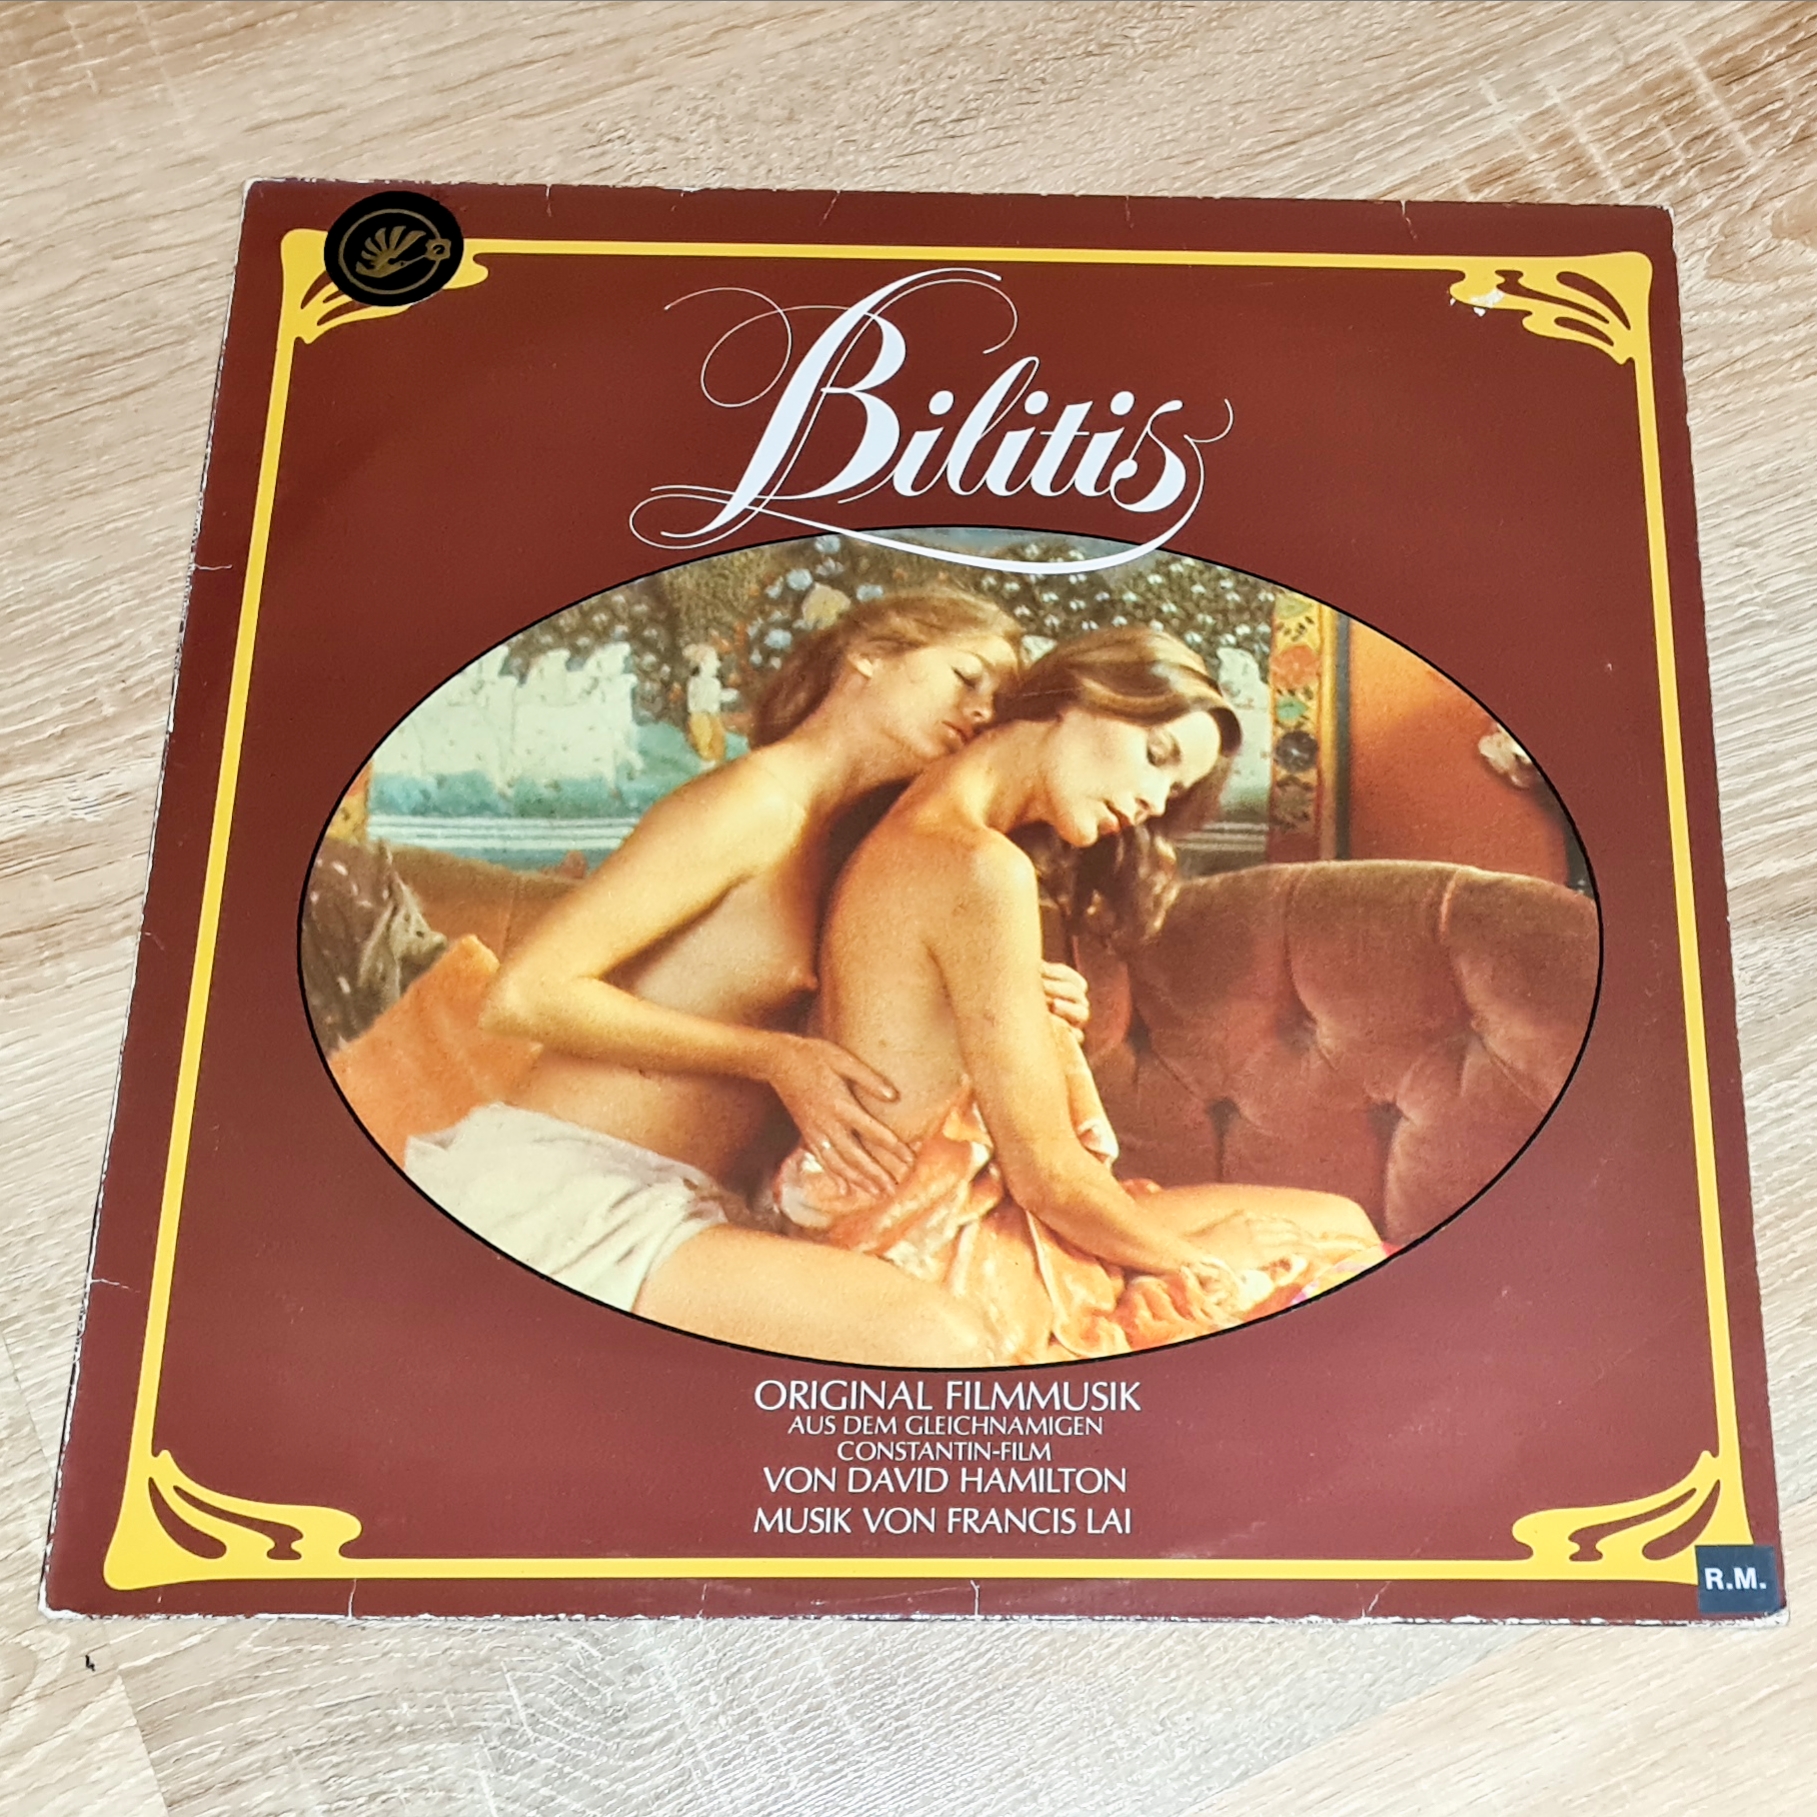 Bilitis
ORIGINAL FILMMUSIK
AUS DEM GLEICHNAMIGEN
CONSTANTIN-FILM
VON DAVID HAMILTON
MUSIK VON FRANCIS LAI
R.M.